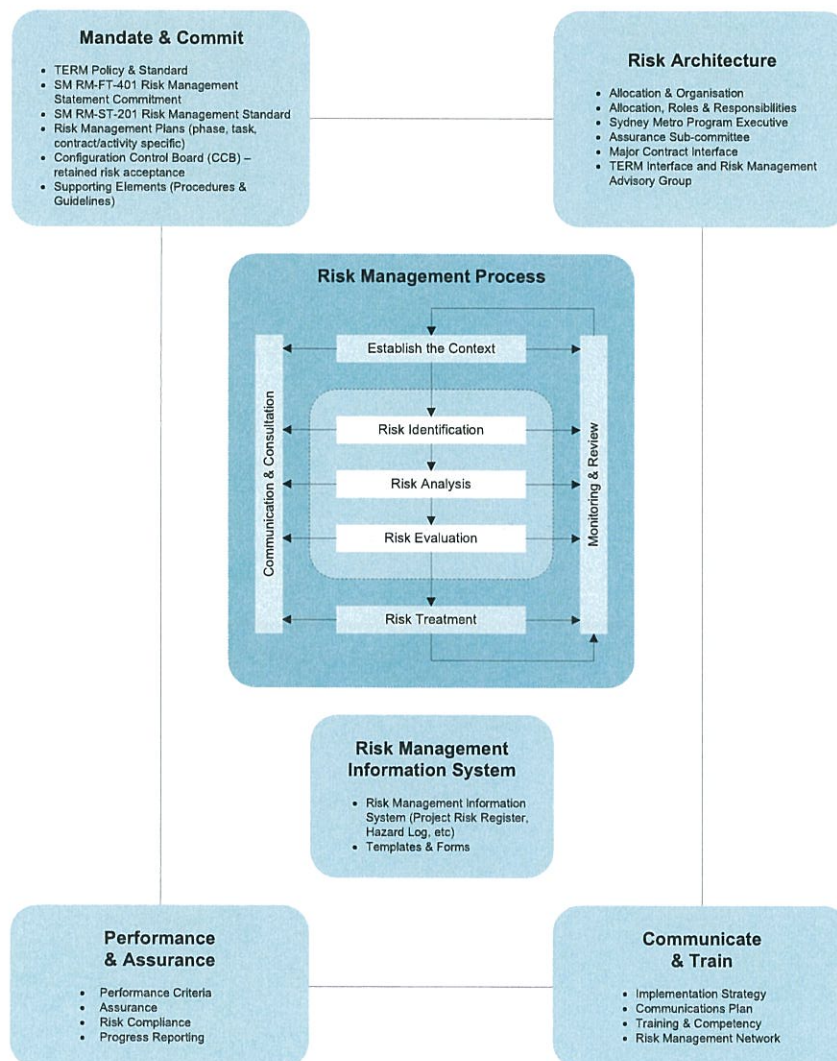 Mandate & Commit
• TERM Policy & Standard
• SM RM-FT-401 Risk Management
Statement Commitment
• SM RM-ST-201 Risk Management Standard
• Risk Management Plans (phase, task,
contract/activity specific)
• Configuration Control Board (CCB) –
retained risk acceptance
• Supporting Elements (Procedures &
Guidelines)
Risk Architecture
• Allocation & Organisation
• Allocation, Roles & Responsibilities
• Sydney Metro Program Executive
• Assurance Sub-committee
• Major Contract Interface
• TERM Interface and Risk Management
Advisory Group
Risk Management Process
Communication & Consultation
Establish the Context
Risk Identification
Risk Analysis
Risk Evaluation
Risk Treatment
Monitoring & Review
Risk Management
Information System
• Risk Management Information
System (Project Risk Register,
Hazard Log, etc)
• Templates & Forms
Performance
& Assurance
• Performance Criteria
• Assurance
• Risk Compliance
• Progress Reporting
Communicate
& Train
• Implementation Strategy
• Communications Plan
• Training & Competency
• Risk Management Network